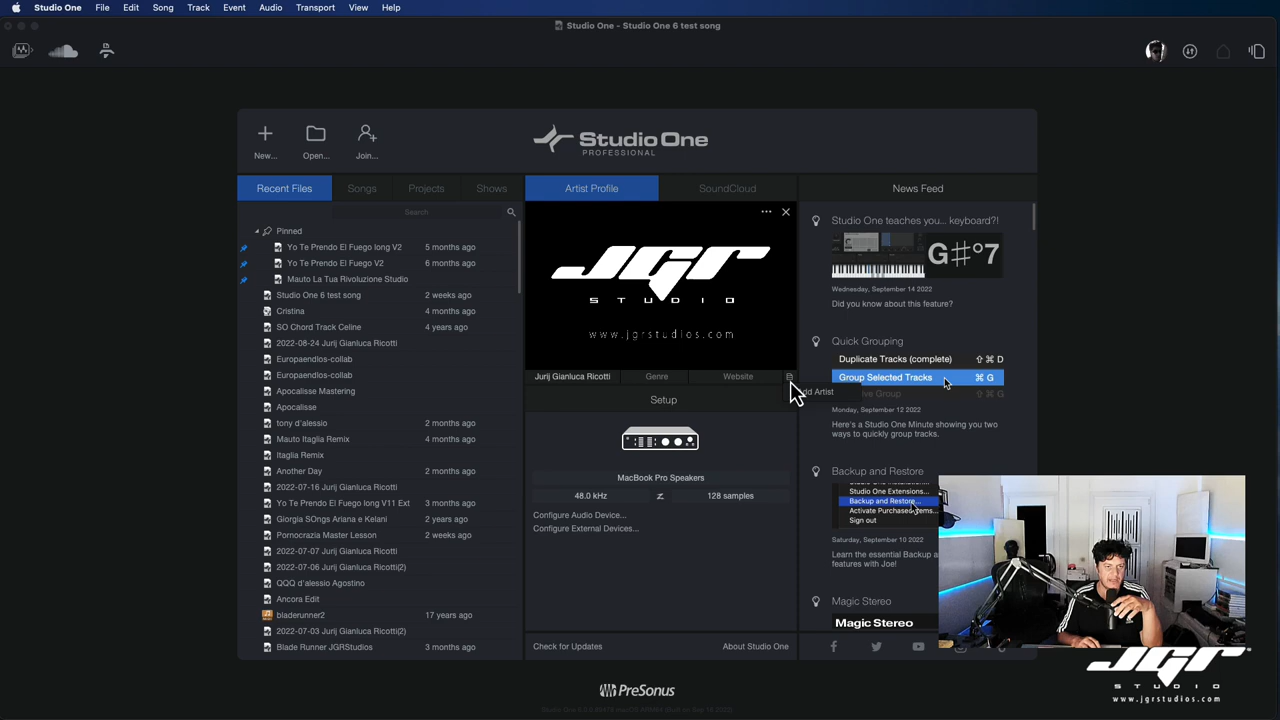 Studio One File Edit Song Track Event Audio Transport View Help
Studio One - Studio One 6 test song
New... Open... Join...
Studio One
PROFESSIONAL
Recent Files Songs Projects Shows
Search
Pinned
Yo Te Prendo El Fuego long V2 5 months ago
Yo Te Prendo El Fuego V2 6 months ago
Mauto La Tua Rivoluzione Studio
Studio One 6 test song 2 weeks ago
Cristina 4 months ago
SO Chord Track Celine 4 years ago
2022-08-24 Jurij Gianluca Ricotti
Europaendlos-collab
Europaendlos-collab
Apocalisse Mastering
Apocalisse
tony d'alessio 2 months ago
Mauto Itaglia Remix 4 months ago
Itaglia Remix
Another Day 2 months ago
2022-07-16 Jurij Gianluca Ricotti
Yo Te Prendo El Fuego long V11 Ext 3 months ago
Giorgia SOngs Ariana e Kelani 2 years ago
Pornocrazia Master Lesson 2 weeks ago
2022-07-07 Jurij Gianluca Ricotti
2022-07-06 Jurij Gianluca Ricotti(2)
QQQ d'alessio Agostino
Ancora Edit
bladerunner2 17 years ago
2022-07-03 Jurij Gianluca Ricotti(2)
Blade Runner JGRStudios 3 months ago
Artist Profile SoundCloud
JGR
STUDIO
www.jgrstudios.com
Jurij Gianluca Ricotti Genre Website
Artist
Setup
MacBook Pro Speakers
48.0 kHz 128 samples
Configure Audio Device...
Configure External Devices...
Check for Updates About Studio One
News Feed
Studio One teaches you... keyboard?!
G#°7
Wednesday, September 14 2022
Did you know about this feature?
Quick Grouping
Duplicate Tracks (complete) ⇧ ⌘ D
Group Selected Tracks ⌘ G
Group ⇧ ⌘ G
Monday, September 12 2022
Here's a Studio One Minute showing you two
ways to quickly group tracks.
Backup and Restore
Studio One Extensions...
Backup and Restore...
Activate Purchased Items...
Sign out
Saturday, September 10 2022
Learn the essential Backup a
features with Joe!
Magic Stereo
Magic Stereo
PreSonus
JGR
STUDIO
www.jgrstudios.com